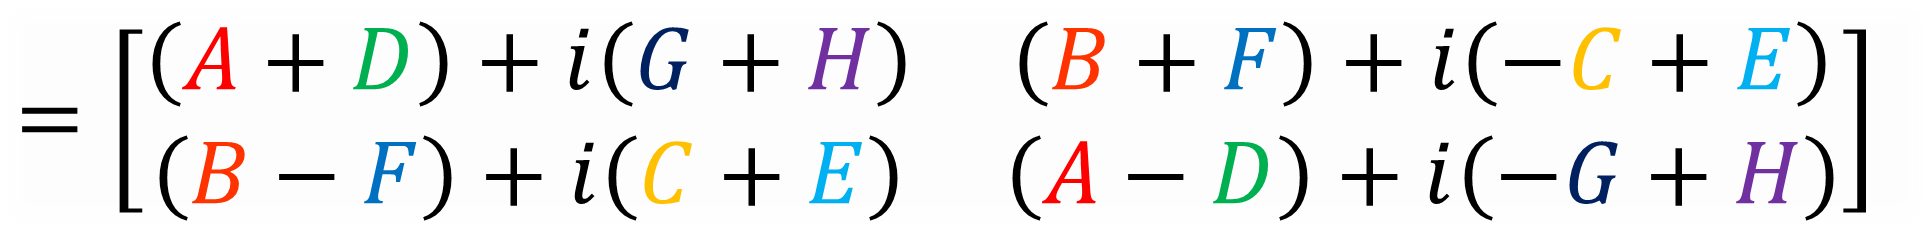 = [(A + D) + i(G + H) (B + F) + i(−C + E)
(B − F) + i(C + E) (A − D) + i(−G + H)]